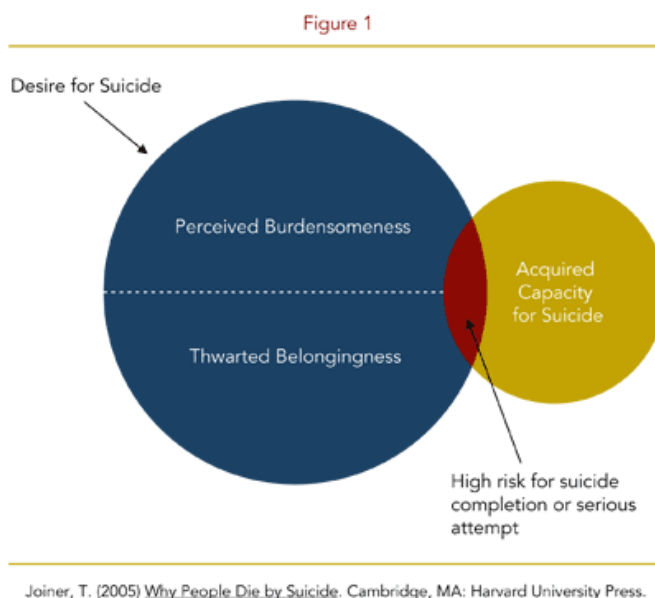 Figure 1
Desire for Suicide
Perceived Burdensomeness
Thwarted Belongingness
Acquired
Capacity
for Suicide
High risk for suicide
completion or serious
attempt
Joiner, T. (2005) Why People Die by Suicide. Cambridge, MA: Harvard University Press.